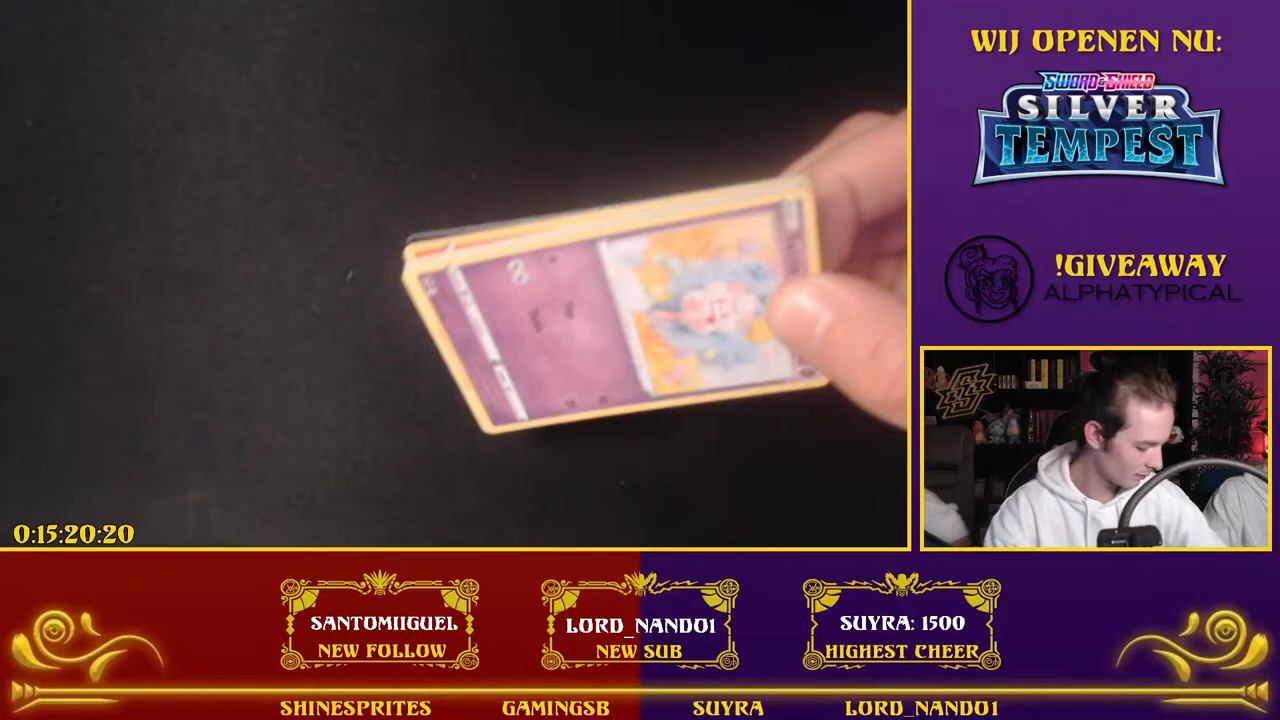 WIJ OPENEN NU:
SWORD & SHIELD
SILVER
TEMPEST
!GIVEAWAY
ALPHATYPICAL
0:15:20:20
SANTOMIIGUEL
NEW FOLLOW
LORD_NANDO1
NEW SUB
SUYRA: 1500
HIGHEST CHEER
SHINESPRITES GAMINGSB SUYRA LORD_NANDO1